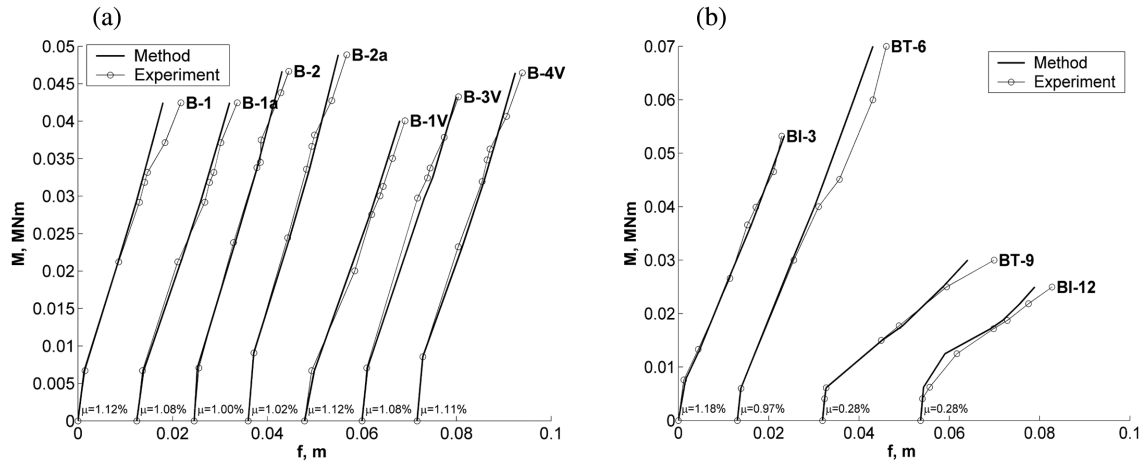 (a)
(b)
M, MNm
0.05
0.045
0.04
0.035
0.03
0.025
0.02
0.015
0.01
0.005
0
Method
Experiment
B-1
B-1a
B-2
B-2a
B-1V
B-3V
B-4V
μ=1.12%
μ=1.08%
μ=1.00%
μ=1.02%
μ=1.12%
μ=1.08%
μ=1.11%
0
0.02
0.04
0.06
0.08
0.1
f, m
M, MNm
0.07
0.06
0.05
0.04
0.03
0.02
0.01
0
Method
Experiment
BT-6
BI-3
BT-9
BI-12
μ=1.18%
μ=0.97%
μ=0.28%
μ=0.28%
0
0.02
0.04
0.06
0.08
0.1
f, m